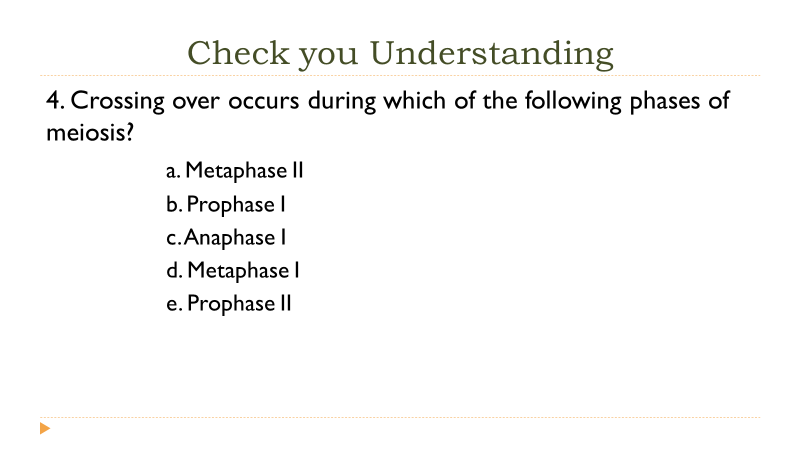 Check you Understanding
4. Crossing over occurs during which of the following phases of
meiosis?
a. Metaphase II
b. Prophase I
c. Anaphase I
d. Metaphase I
e. Prophase II